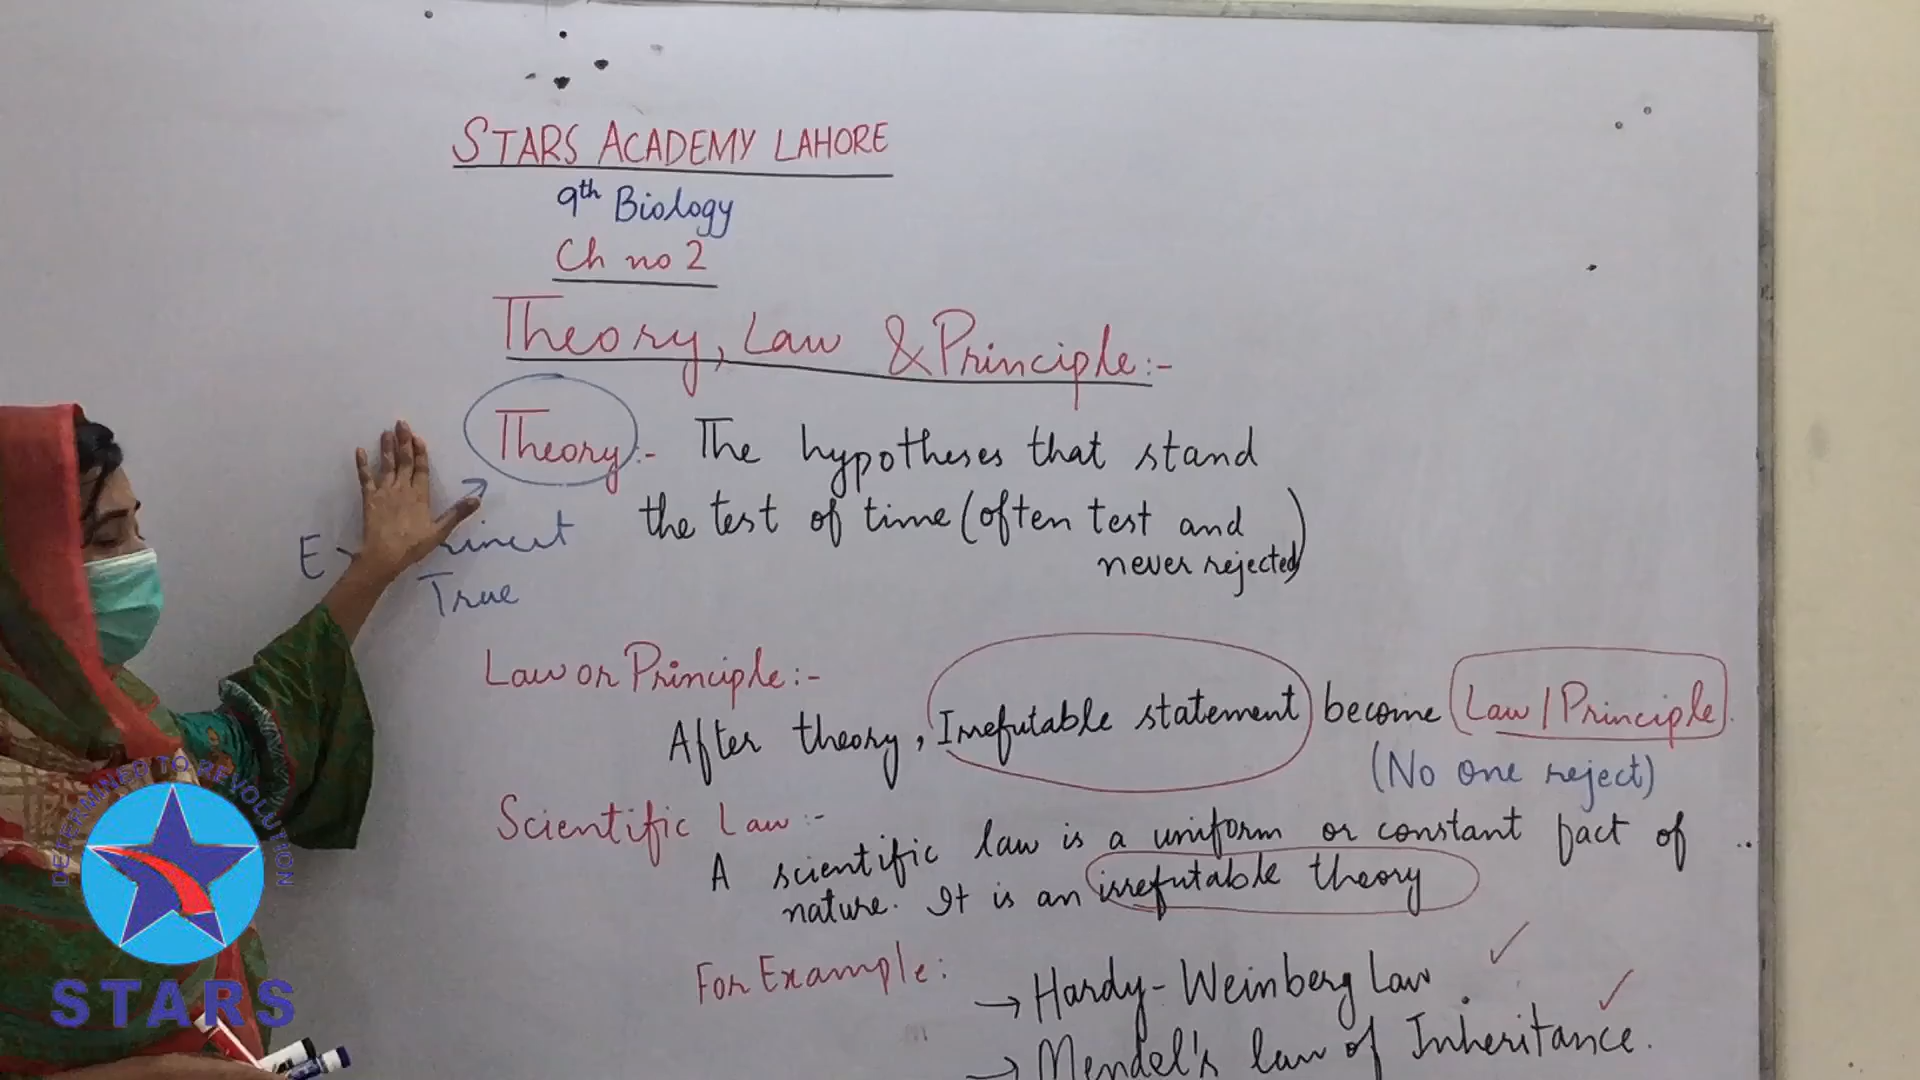 STARS ACADEMY LAHORE
9th Biology
Ch no 2
Theory, Law & Principle:-
Theory:- The hypotheses that stand
the test of time (often test and
never rejected)
True
Law or Principle:-
After theory, Irrefutable statement become Law / Principle.
(No one reject)
Scientific Law:-
A scientific law is a uniform or constant fact of
nature. It is an irrefutable theory
For Example:
→ Hardy-Weinberg Law
→ Mendel's law of Inheritance.
DETERMINED TO REVOLUTION
STARS